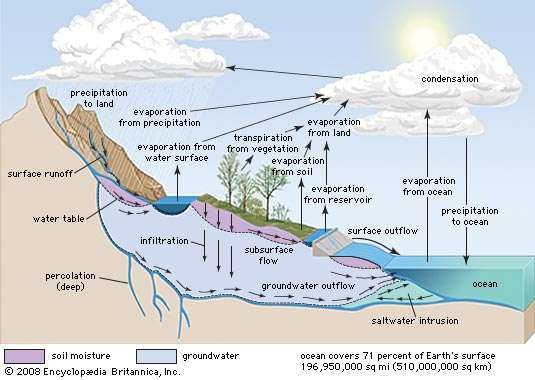 precipitation
to land
condensation
evaporation
from precipitation
evaporation
from land
transpiration
from vegetation
evaporation from
water surface
evaporation
from soil
surface runoff
evaporation
from ocean
evaporation
from reservoir
precipitation
to ocean
water table
surface outflow
infiltration
subsurface
flow
percolation
(deep)
groundwater outflow
ocean
saltwater intrusion
soil moisture
groundwater
ocean covers 71 percent of Earth's surface
196,950,000 sq mi (510,000,000 sq km)
© 2008 Encyclopædia Britannica, Inc.